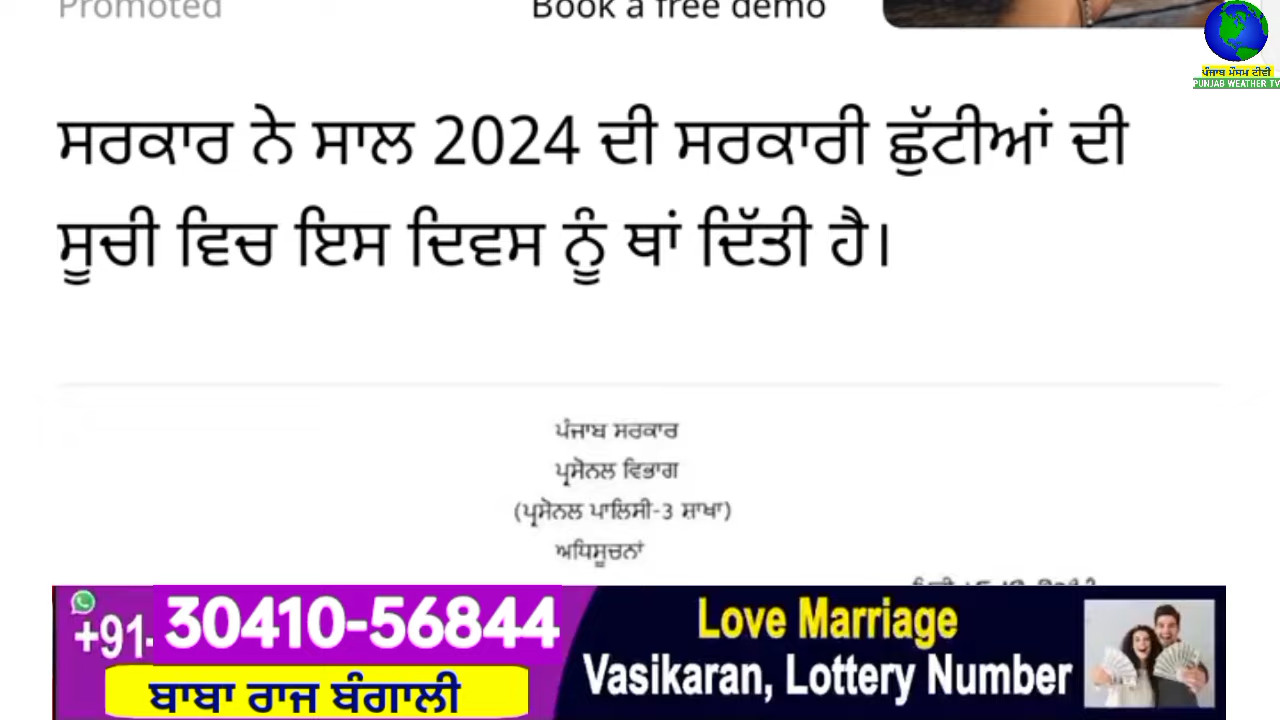 Promoted
Book a free demo
ਪੰਜਾਬ ਮੌਸਮ ਟੀਵੀ
PUNJAB WEATHER TV
ਸਰਕਾਰ ਨੇ ਸਾਲ 2024 ਦੀ ਸਰਕਾਰੀ ਛੁੱਟੀਆਂ ਦੀ
ਸੂਚੀ ਵਿਚ ਇਸ ਦਿਵਸ ਨੂੰ ਥਾਂ ਦਿੱਤੀ ਹੈ।
ਪੰਜਾਬ ਸਰਕਾਰ
ਪ੍ਰਸੋਨਲ ਵਿਭਾਗ
(ਪ੍ਰਸੋਨਲ ਪਾਲਿਸੀ-3 ਸ਼ਾਖਾ)
ਅਧਿਸੂਚਨਾਂ
+91- 30410-56844
ਬਾਬਾ ਰਾਜ ਬੰਗਾਲੀ
Love Marriage
Vasikaran, Lottery Number